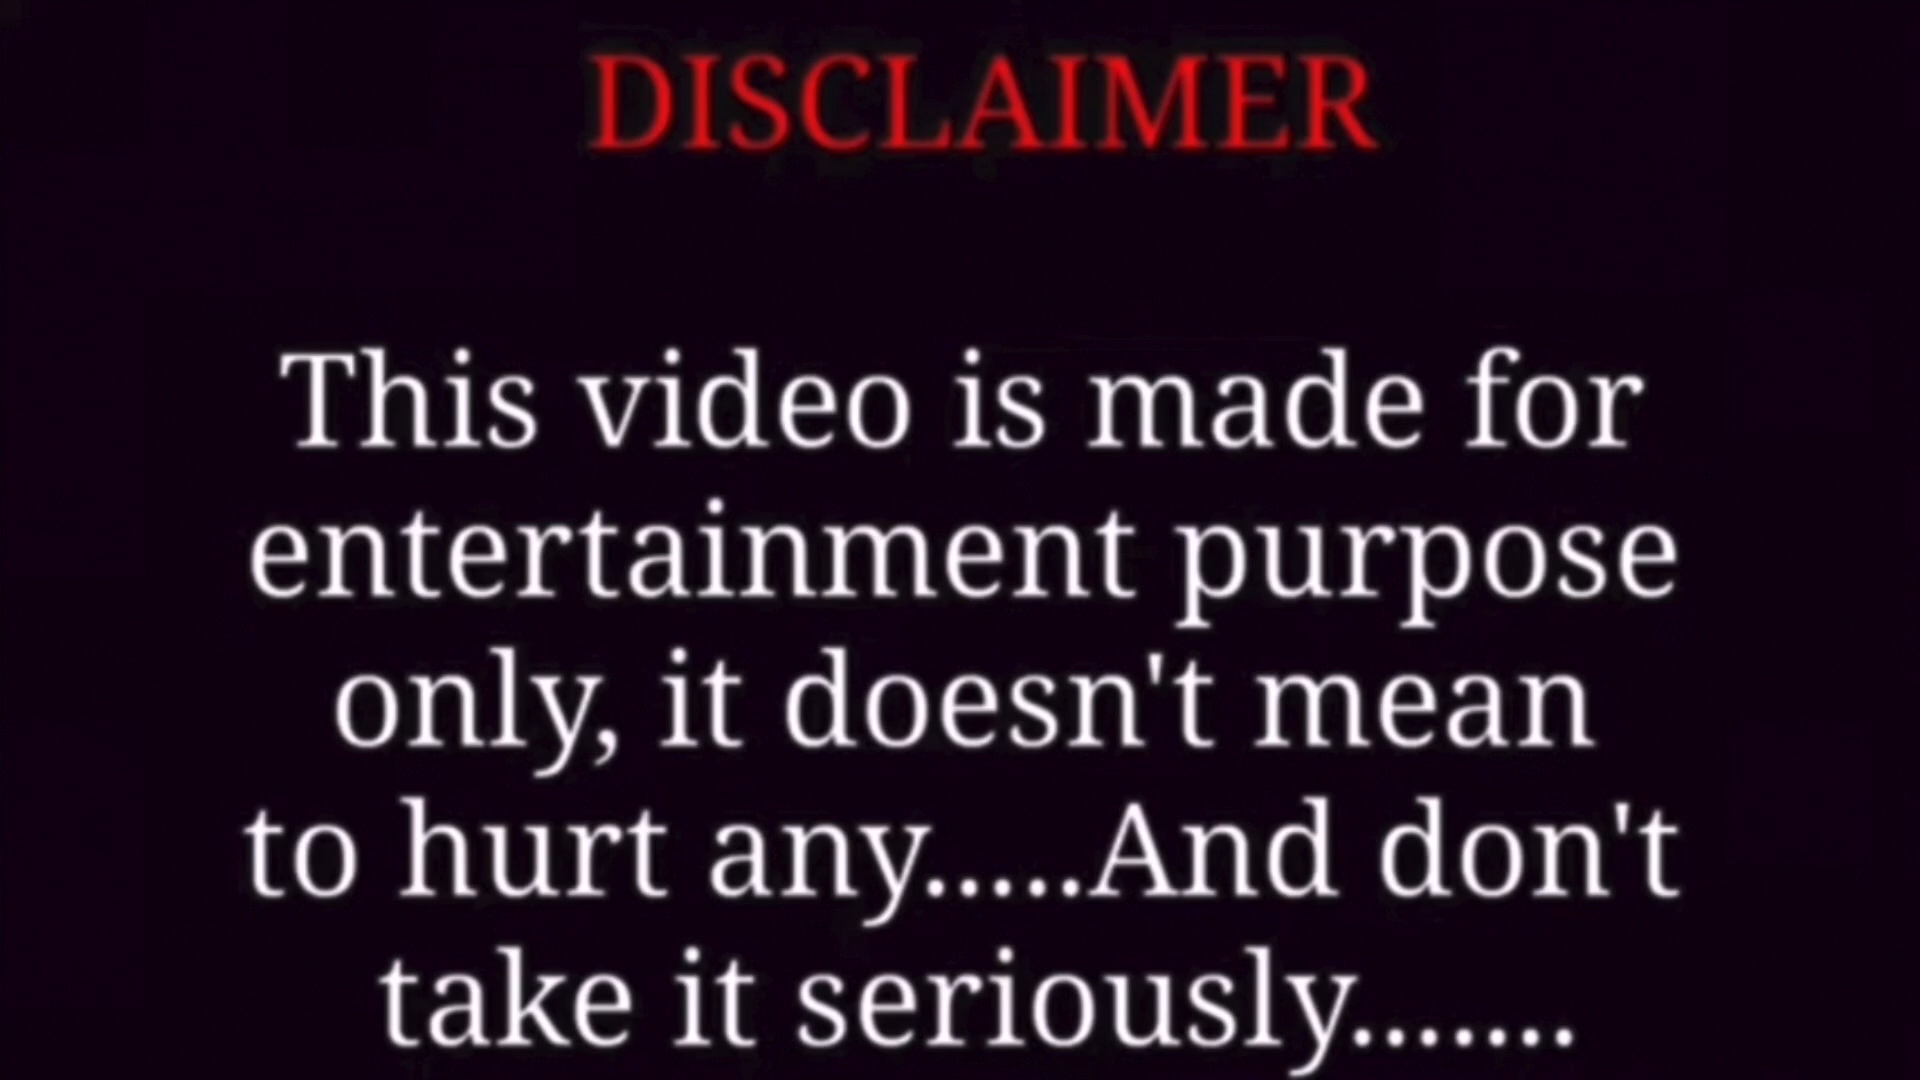 DISCLAIMER
This video is made for
entertainment purpose
only, it doesn't mean
to hurt any.....And don't
take it seriously.......